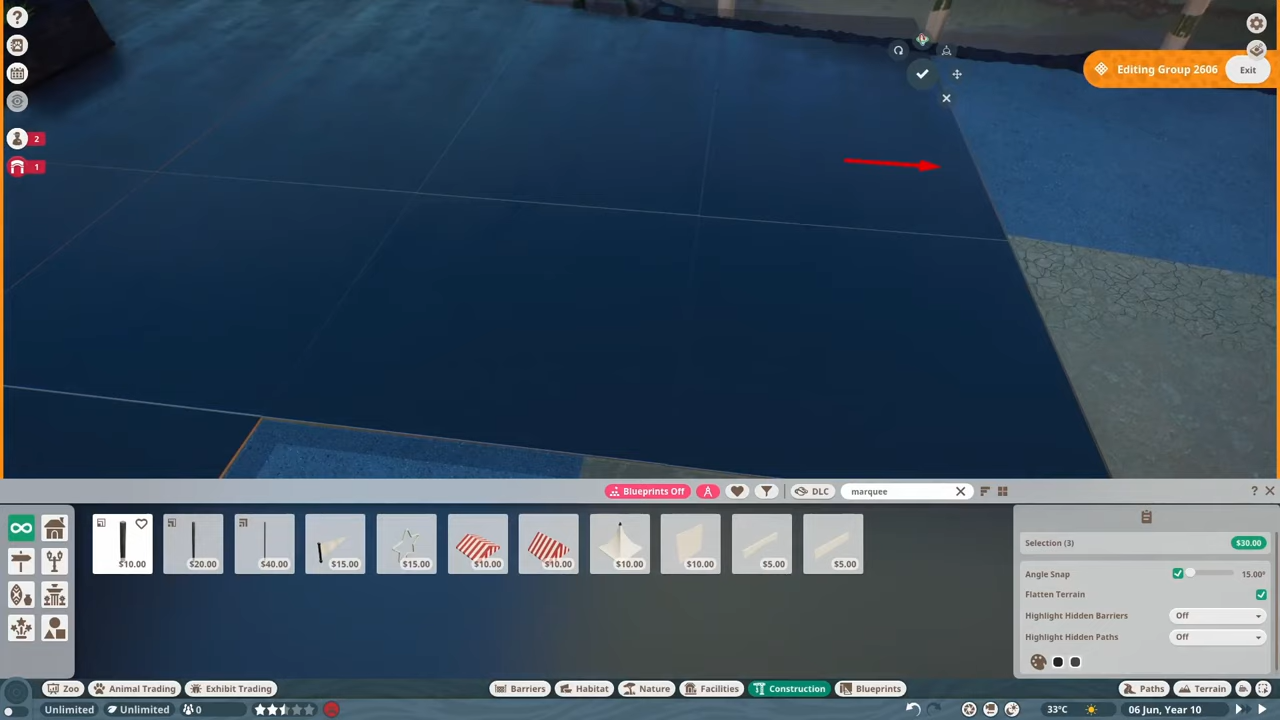 ?
Editing Group 2606
Exit
2
1
Blueprints Off
DLC
marquee
?
$10.00
$20.00
$40.00
$15.00
$15.00
$10.00
$10.00
$10.00
$10.00
$5.00
$5.00
Selection (3)
$30.00
Angle Snap
15.00°
Flatten Terrain
Highlight Hidden Barriers
Off
Highlight Hidden Paths
Off
Zoo
Animal Trading
Exhibit Trading
Barriers
Habitat
Nature
Facilities
Construction
Blueprints
Paths
Terrain
Unlimited
Unlimited
0
33°C
06 Jun, Year 10